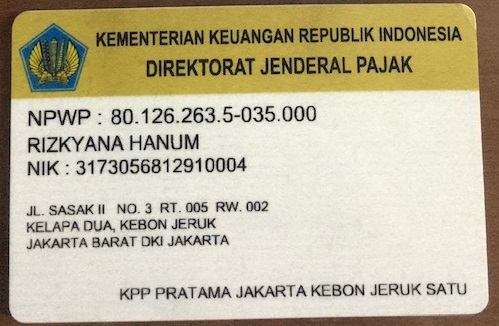 KEMENTERIAN KEUANGAN REPUBLIK INDONESIA
DIREKTORAT JENDERAL PAJAK
NPWP : 80.126.263.5-035.000
RIZKYANA HANUM
NIK : 3173056812910004
JL. SASAK II NO. 3 RT. 005 RW. 002
KELAPA DUA, KEBON JERUK
JAKARTA BARAT DKI JAKARTA
KPP PRATAMA JAKARTA KEBON JERUK SATU